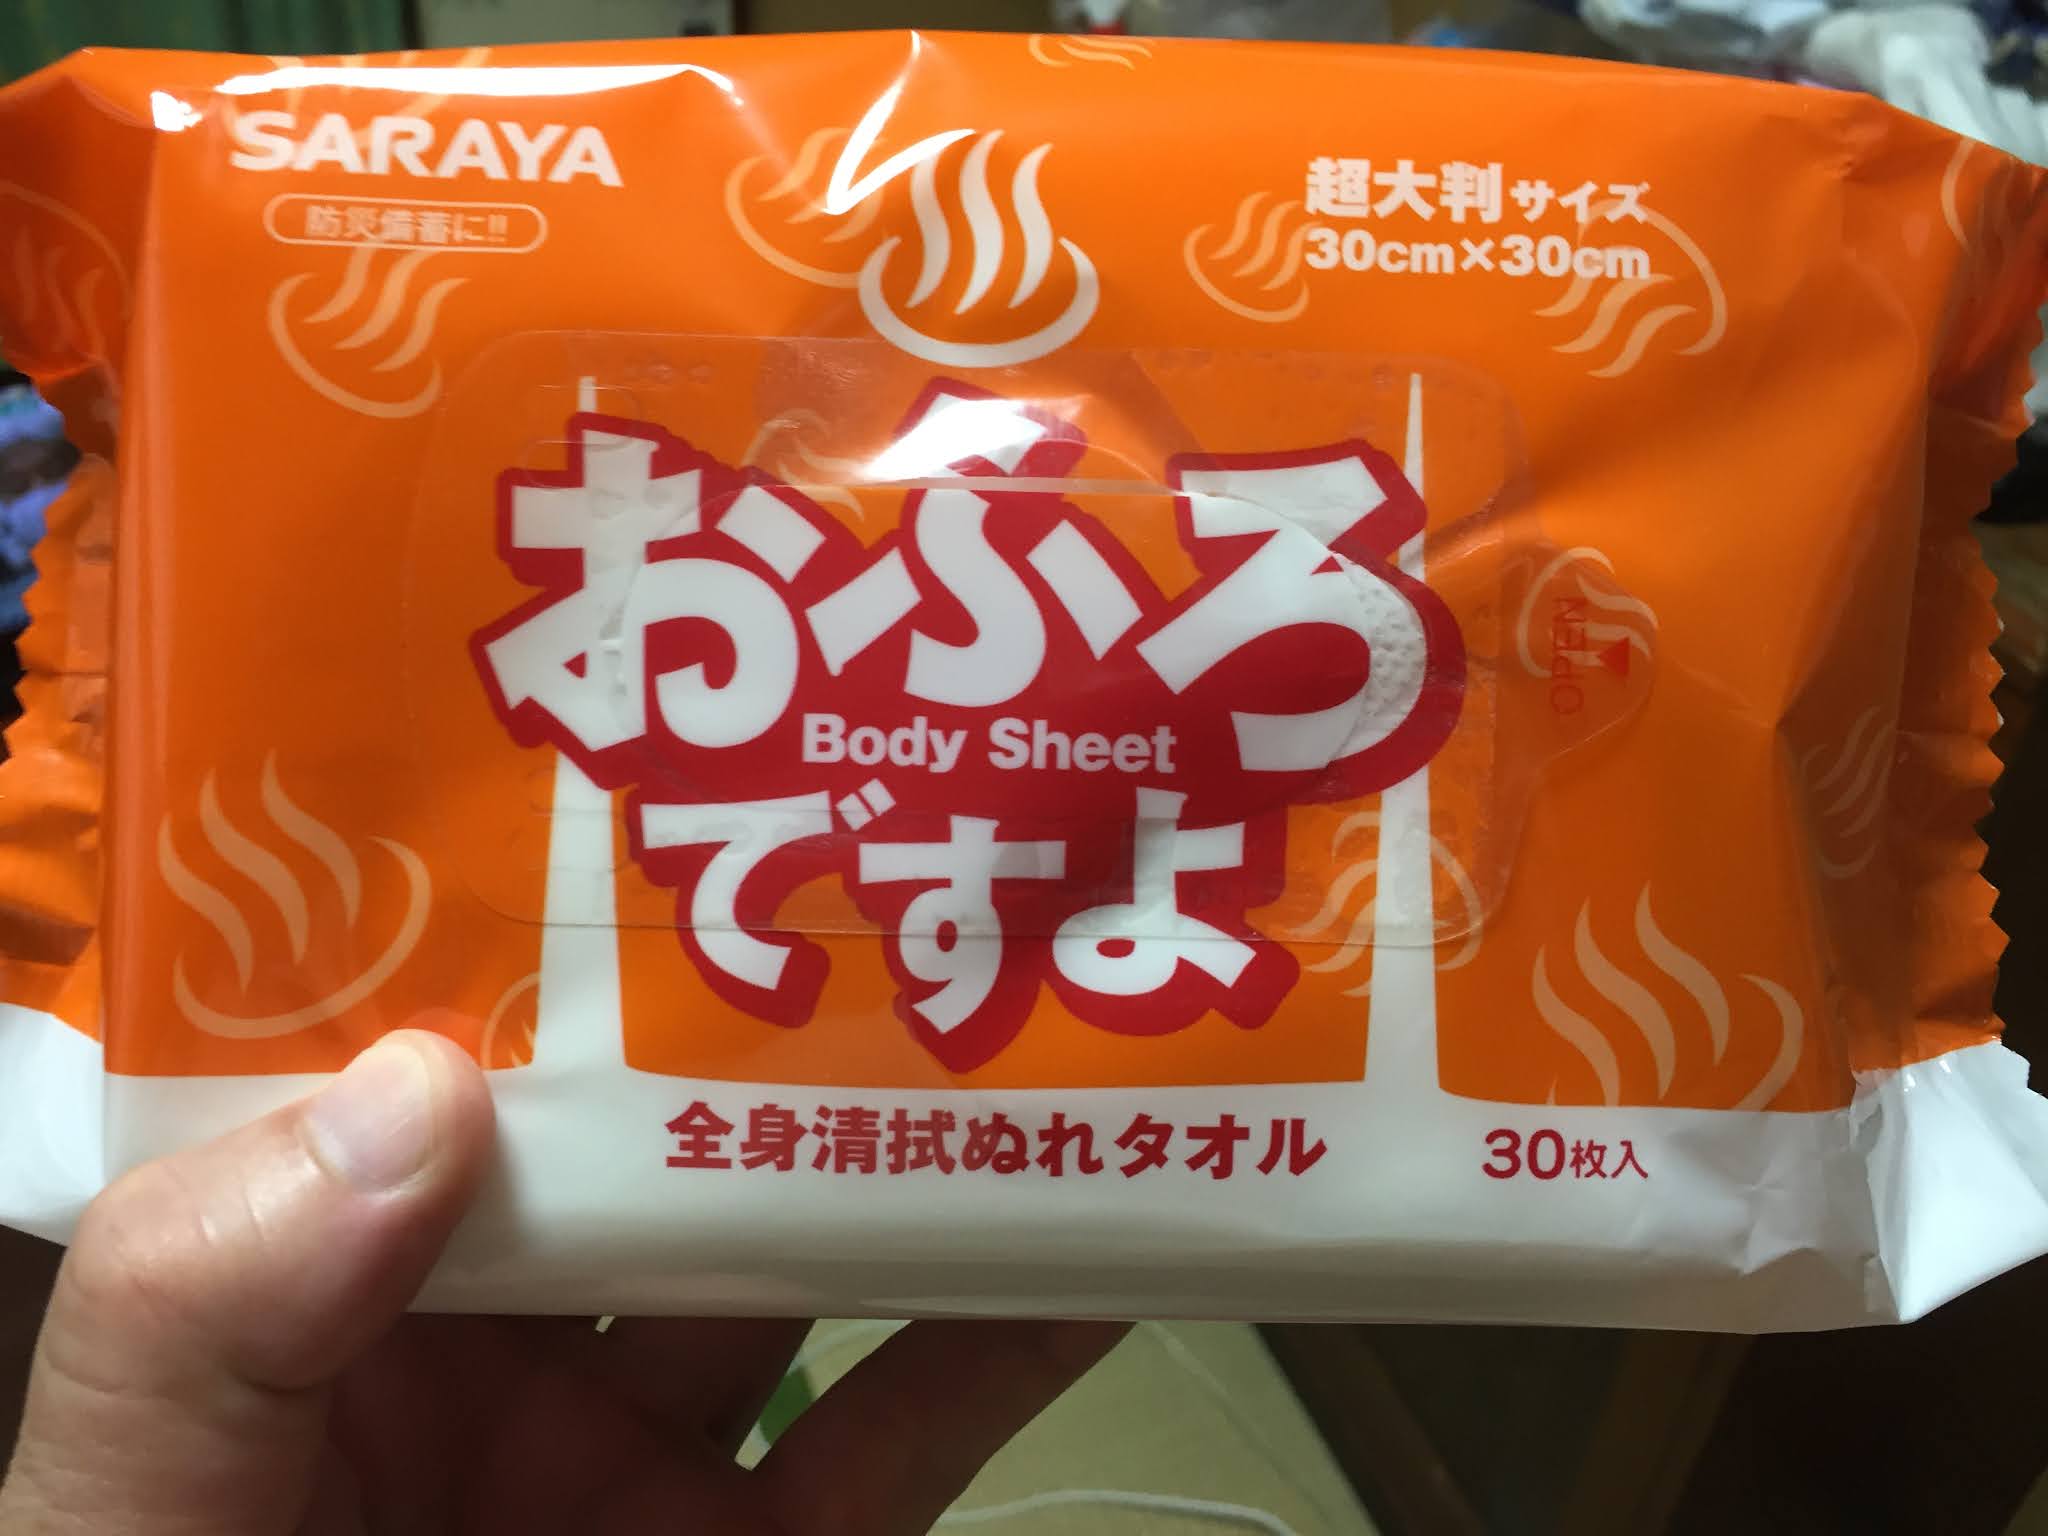 SARAYA
防災備蓄に!!
超大判サイズ
30cm×30cm
おふろ
Body Sheet
ですよ
OPEN
全身清拭ぬれタオル
30枚入